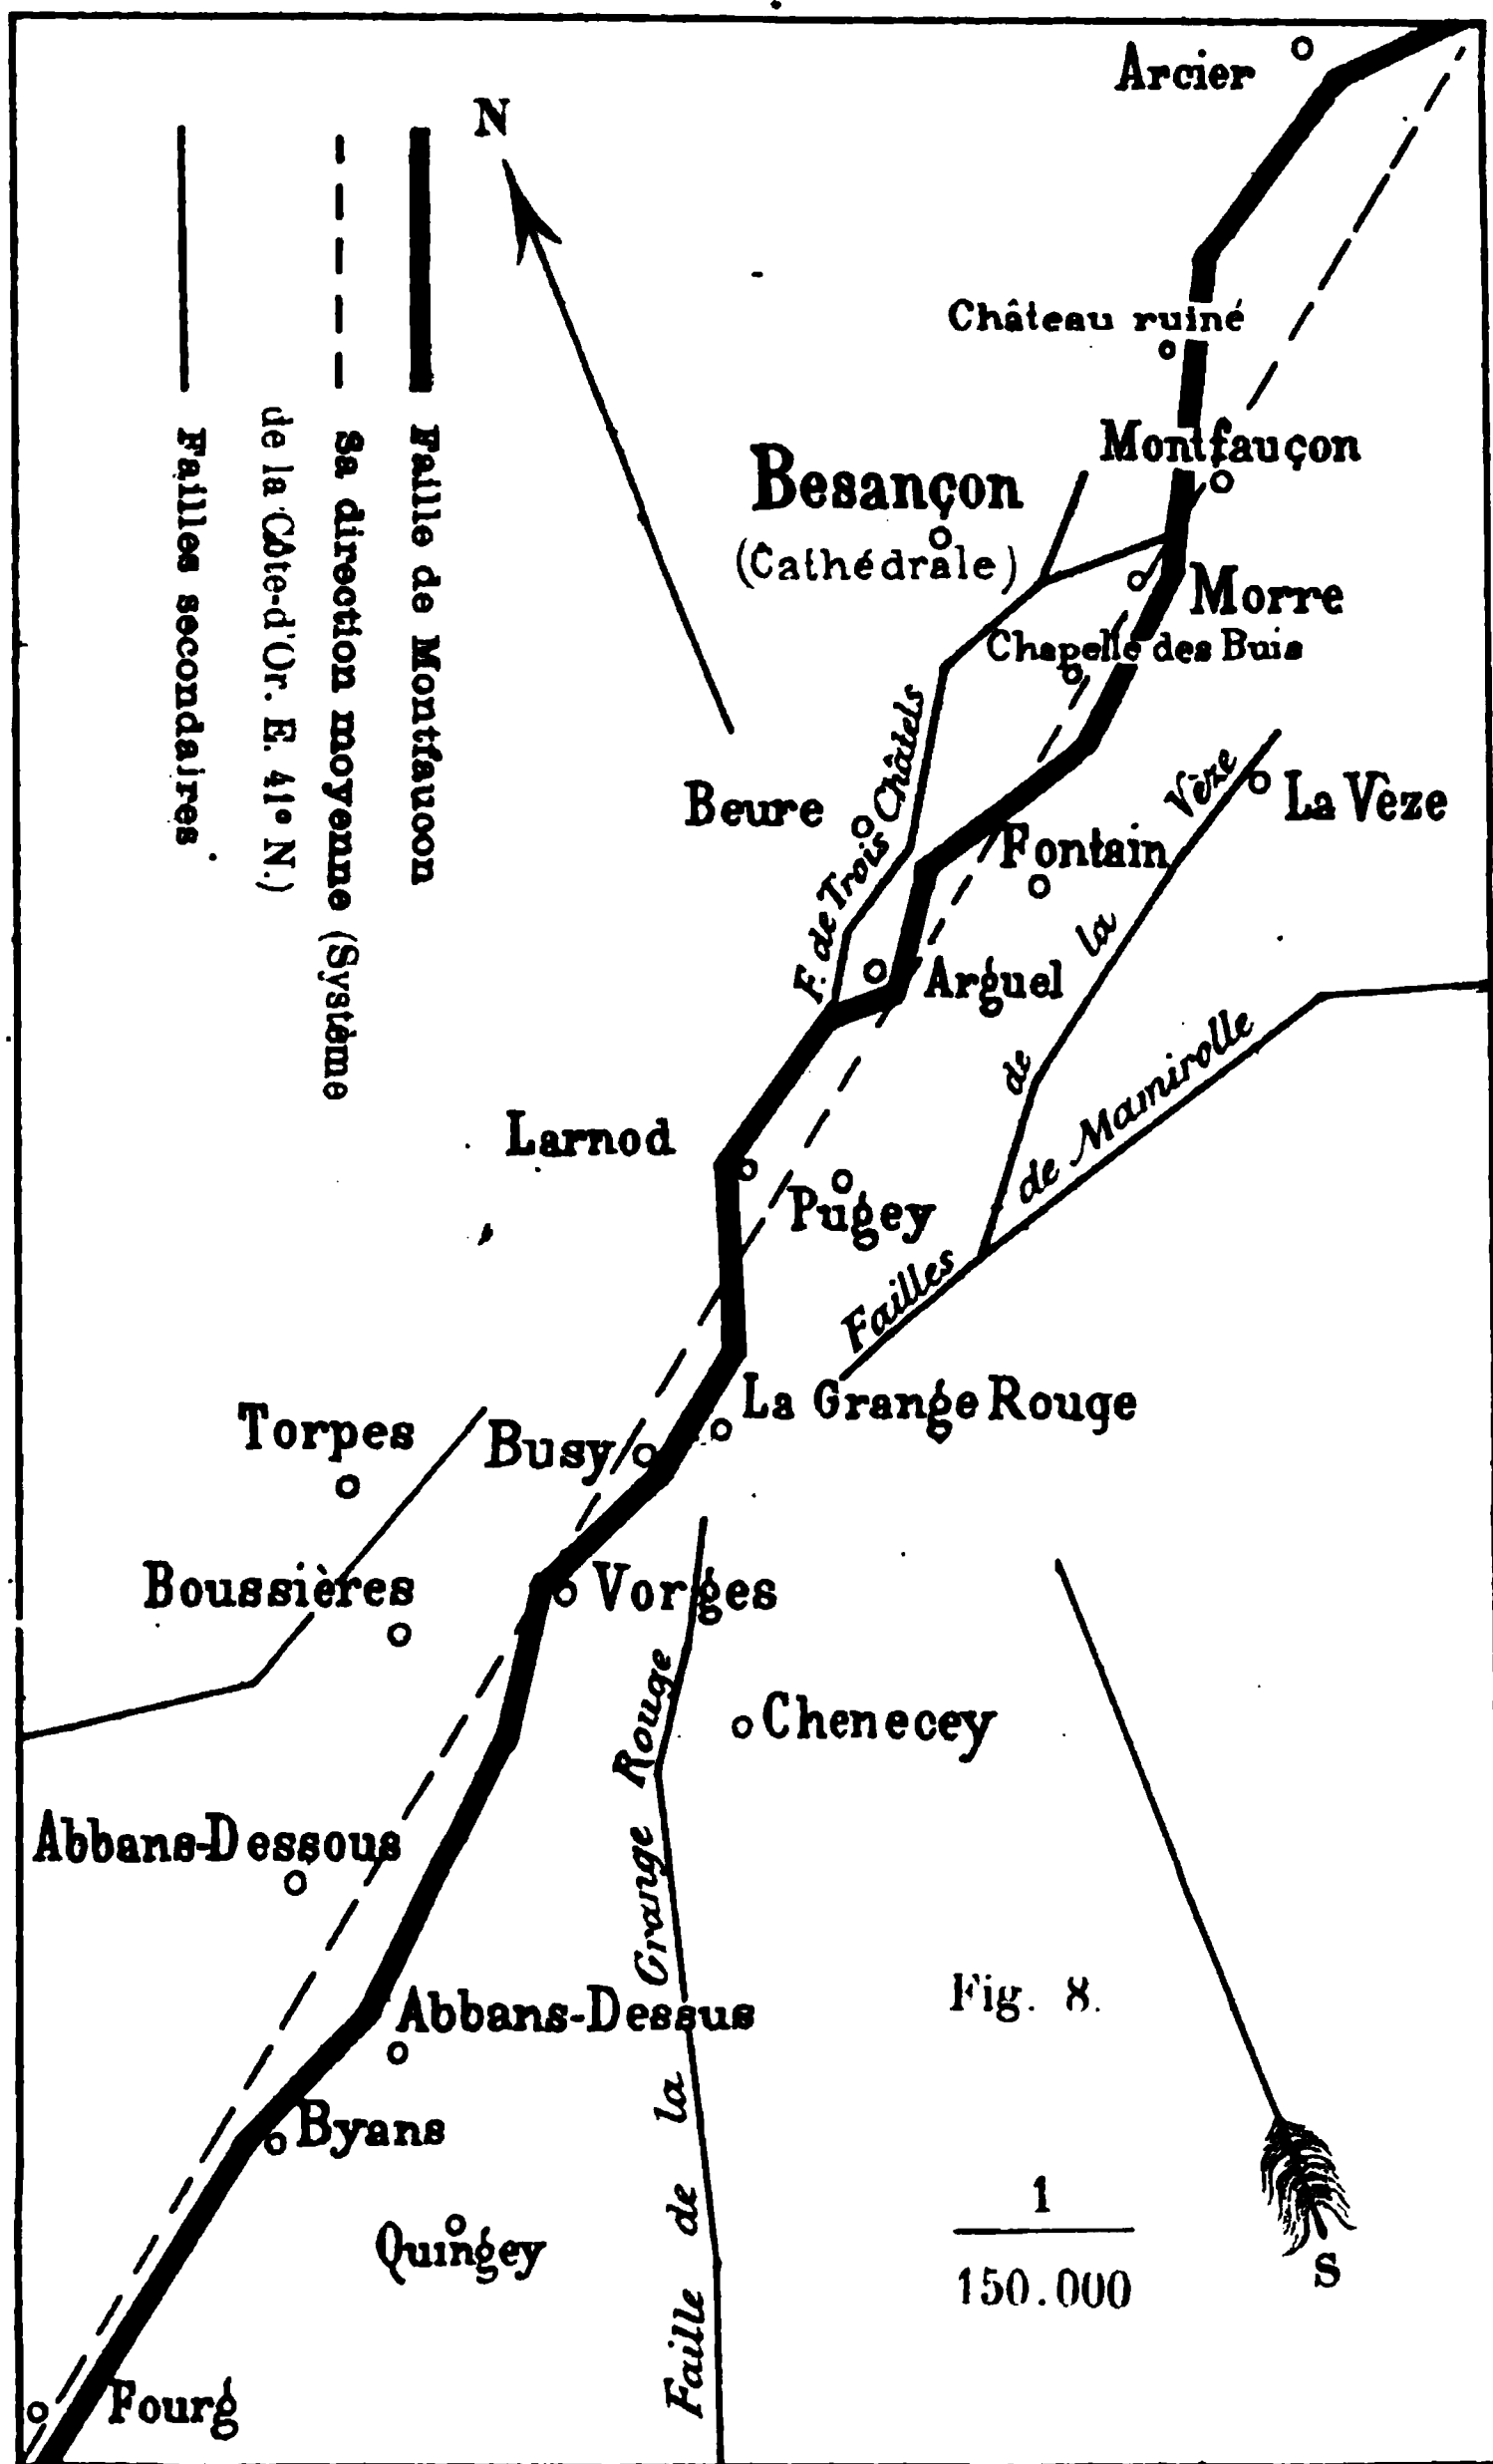 Arcier
N
Château ruiné
Montfauçon
Besançon
(Cathédrale)
Morre
Chapelle des Buis
Faille de Montfaucon
Sa direction moyenne (Système
de la Côte-d'Or. E. 41° N.)
Failles secondaires
F. de Trois Châtels
Beure
La Vèze
Fontain
Arguel
Failles de la Vèze
de Mamirolle
Larnod
Pugey
La Grange Rouge
Torpes
Busy
Boussières
Vorges
Chenecey
Abbans-Dessous
Faille de la Grange Rouge
Abbans-Dessus
Fig. 8.
Byans
Quingey
1
150.000
S
Fourg